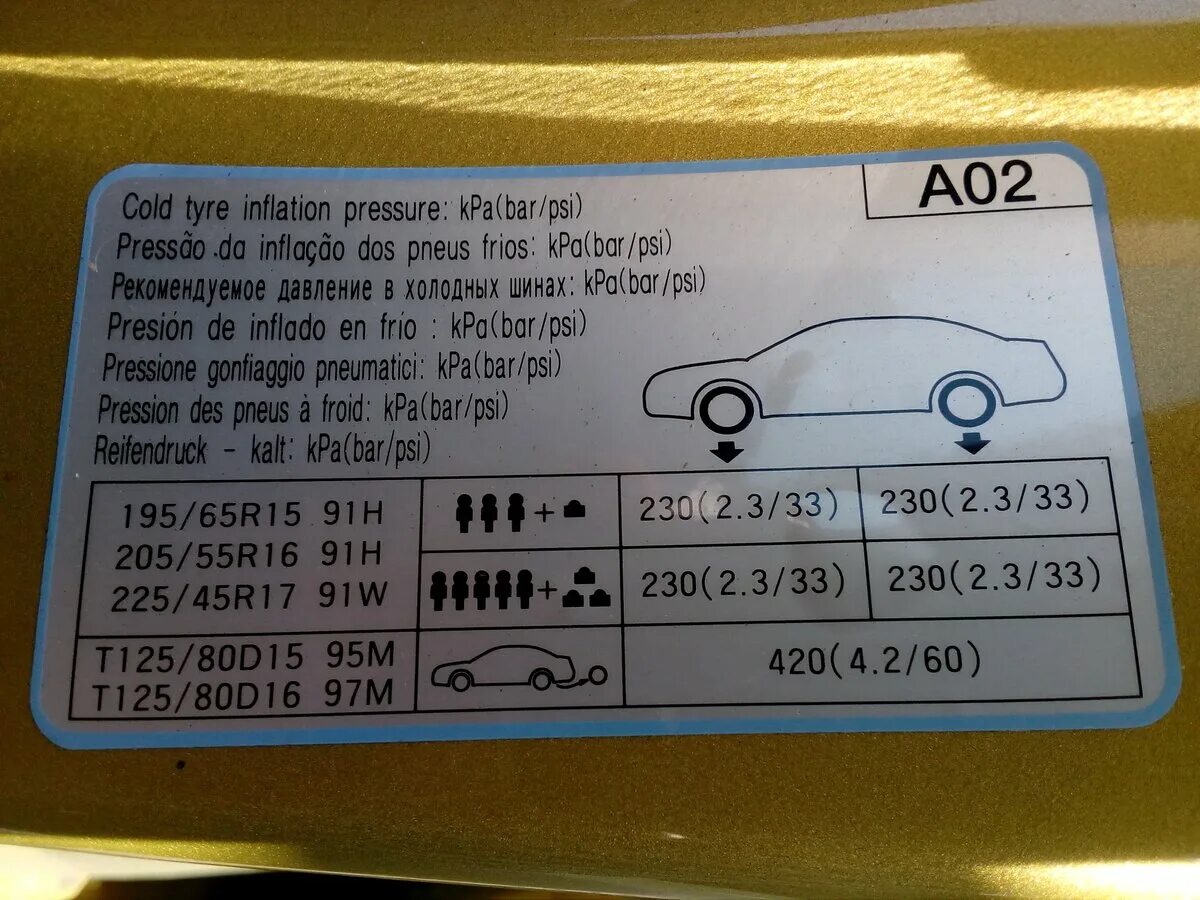 A02
Cold tyre inflation pressure: kPa(bar/psi)
Pressão da inflação dos pneus frios: kPa(bar/psi)
Рекомендуемое давление в холодных шинах: kPa(bar/psi)
Presión de inflado en frío : kPa(bar/psi)
Pressione gonfiaggio pneumatici: kPa(bar/psi)
Pression des pneus à froid: kPa(bar/psi)
Reifendruck - kalt: kPa(bar/psi)
195/65R15 91H
205/55R16 91H
225/45R17 91W
+ 230(2.3/33) 230(2.3/33)
+ 230(2.3/33) 230(2.3/33)
T125/80D15 95M
T125/80D16 97M
420(4.2/60)